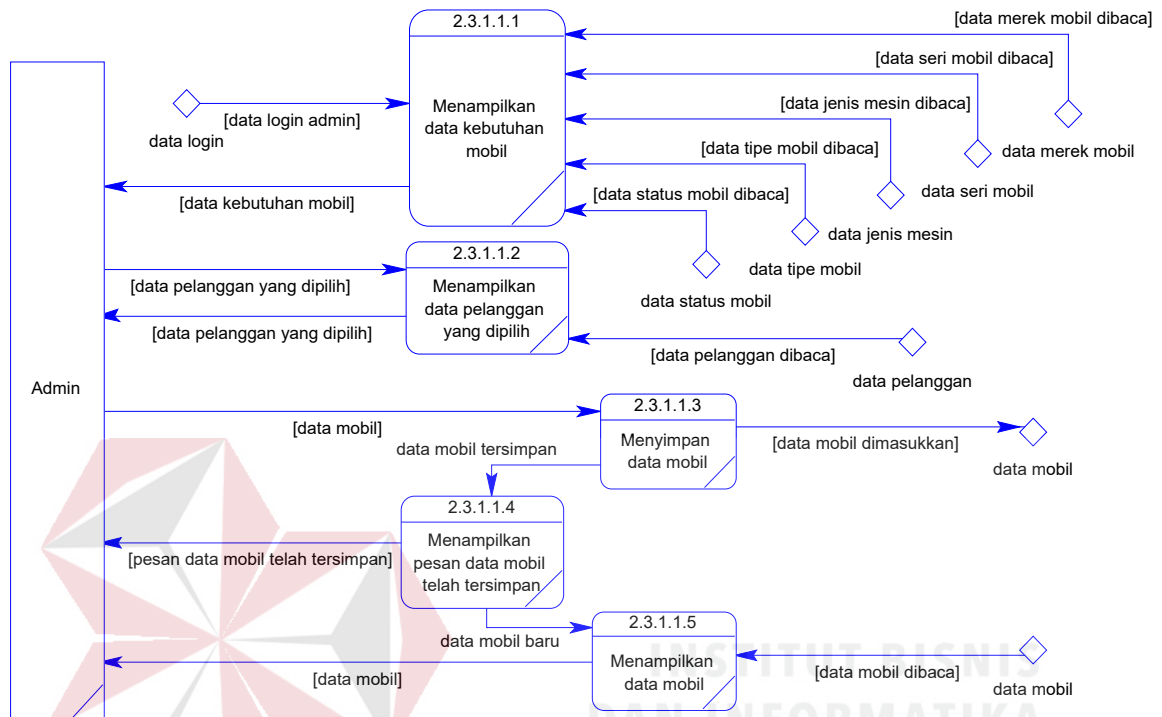 2.3.1.1.1
Menampilkan
data kebutuhan
mobil
[data merek mobil dibaca]
[data seri mobil dibaca]
[data jenis mesin dibaca]
[data tipe mobil dibaca]
[data status mobil dibaca]
data merek mobil
data seri mobil
data jenis mesin
data tipe mobil
data status mobil
[data login admin]
data login
[data kebutuhan mobil]
2.3.1.1.2
Menampilkan
data pelanggan
yang dipilih
[data pelanggan yang dipilih]
[data pelanggan yang dipilih]
[data pelanggan dibaca]
data pelanggan
Admin
[data mobil]
2.3.1.1.3
Menyimpan
data mobil
[data mobil dimasukkan]
data mobil
data mobil tersimpan
2.3.1.1.4
Menampilkan
pesan data mobil
telah tersimpan
[pesan data mobil telah tersimpan]
data mobil baru
2.3.1.1.5
Menampilkan
data mobil
[data mobil]
[data mobil dibaca]
data mobil
INSTITUT BISNIS
DAN INFORMATIKA